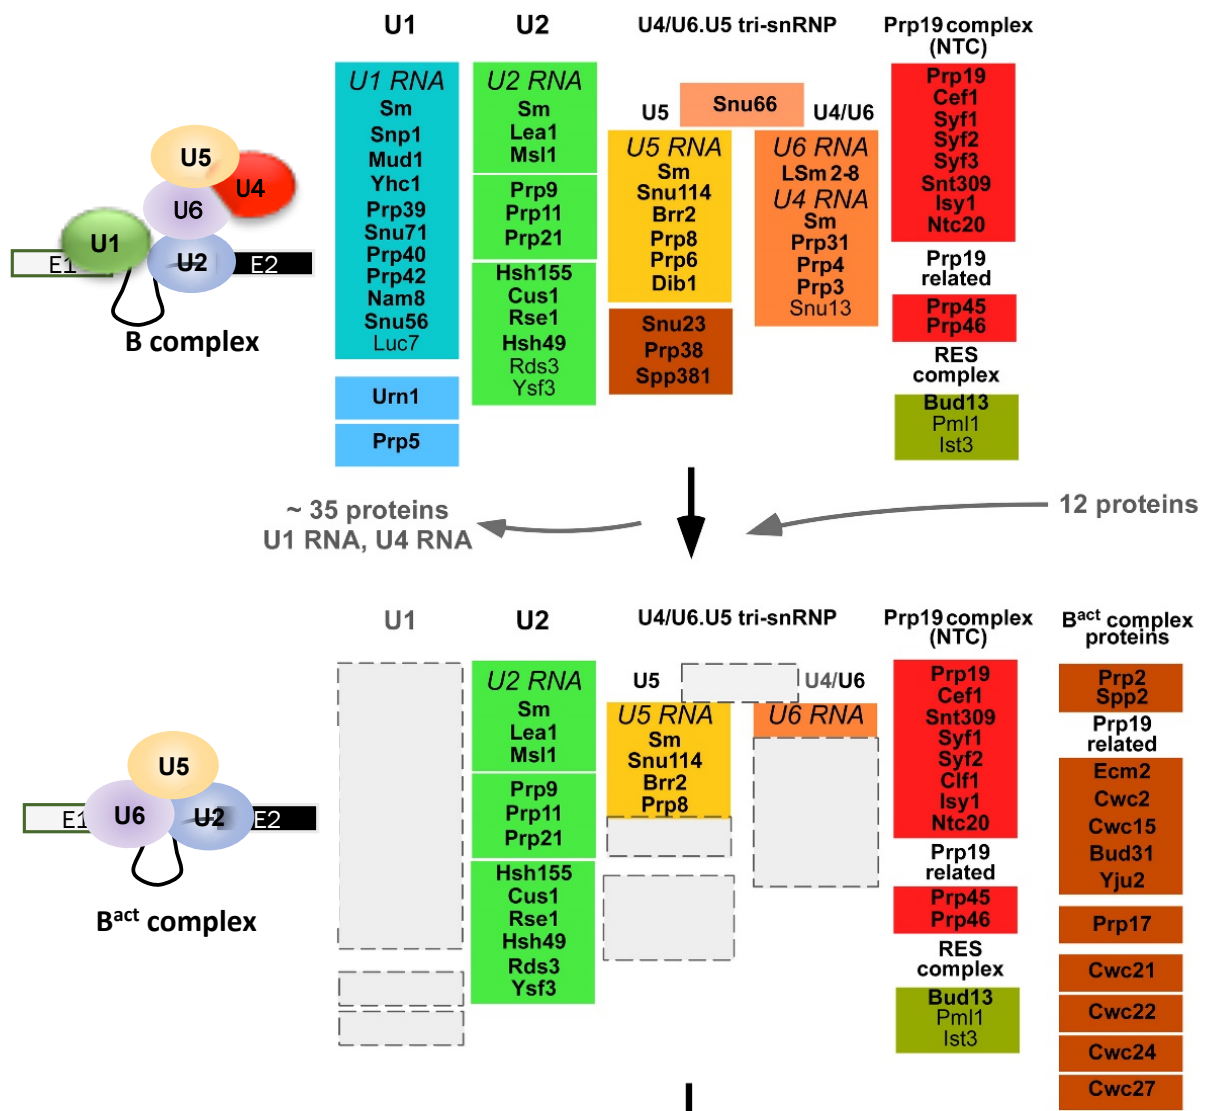 U1
U2
U4/U6.U5 tri-snRNP
Prp19 complex
(NTC)
U1 RNA
Sm
Snp1
Mud1
Yhc1
Prp39
Snu71
Prp40
Prp42
Nam8
Snu56
Luc7
Urn1
Prp5
U2 RNA
Sm
Lea1
Msl1
Prp9
Prp11
Prp21
Hsh155
Cus1
Rse1
Hsh49
Rds3
Ysf3
U5
Snu66
U4/U6
U5 RNA
Sm
Snu114
Brr2
Prp8
Prp6
Dib1
Snu23
Prp38
Spp381
U6 RNA
LSm 2-8
U4 RNA
Sm
Prp31
Prp4
Prp3
Snu13
Prp19
Cef1
Syf1
Syf2
Syf3
Snt309
Isy1
Ntc20
Prp19
related
Prp45
Prp46
RES
complex
Bud13
Pml1
Ist3
U5
U4
U6
U1
U2
E1
E2
B complex
~ 35 proteins
U1 RNA, U4 RNA
12 proteins
U1
U2
U4/U6.U5 tri-snRNP
Prp19 complex
(NTC)
Bact complex
proteins
U2 RNA
Sm
Lea1
Msl1
Prp9
Prp11
Prp21
Hsh155
Cus1
Rse1
Hsh49
Rds3
Ysf3
U5
U4/U6
U5 RNA
Sm
Snu114
Brr2
Prp8
U6 RNA
Prp19
Cef1
Snt309
Syf1
Syf2
Clf1
Isy1
Ntc20
Prp19
related
Prp45
Prp46
RES
complex
Bud13
Pml1
Ist3
Prp2
Spp2
Prp19
related
Ecm2
Cwc2
Cwc15
Bud31
Yju2
Prp17
Cwc21
Cwc22
Cwc24
Cwc27
U5
U6
U2
E1
E2
Bact complex